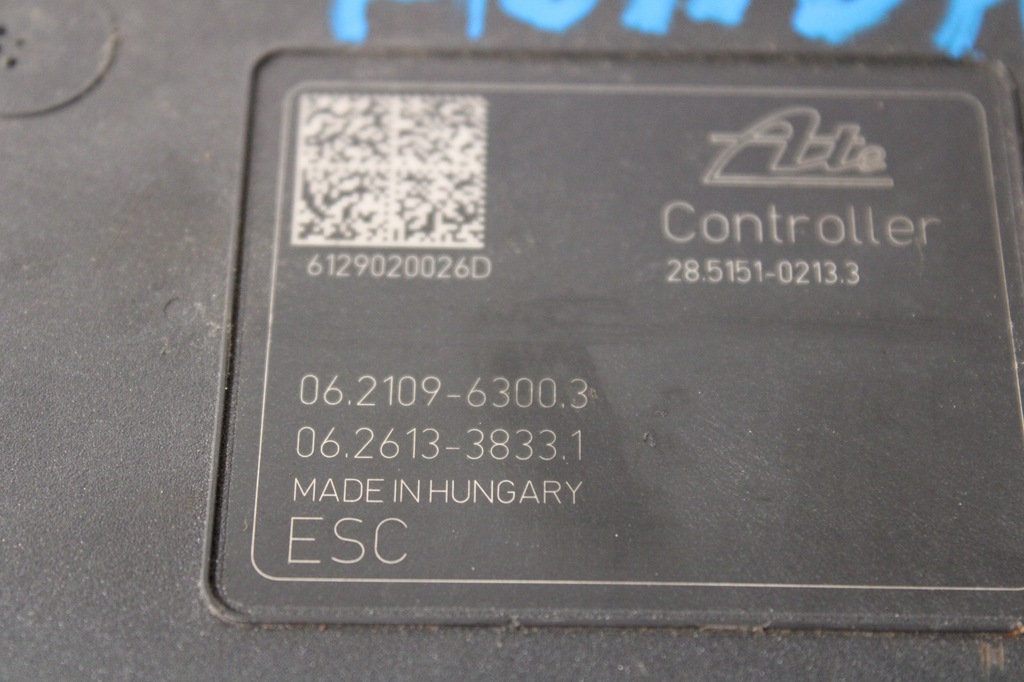 Ate
Controller
28.5151-0213.3
6129020026D
06.2109-6300.3
06.2613-3833.1
MADE IN HUNGARY
ESC